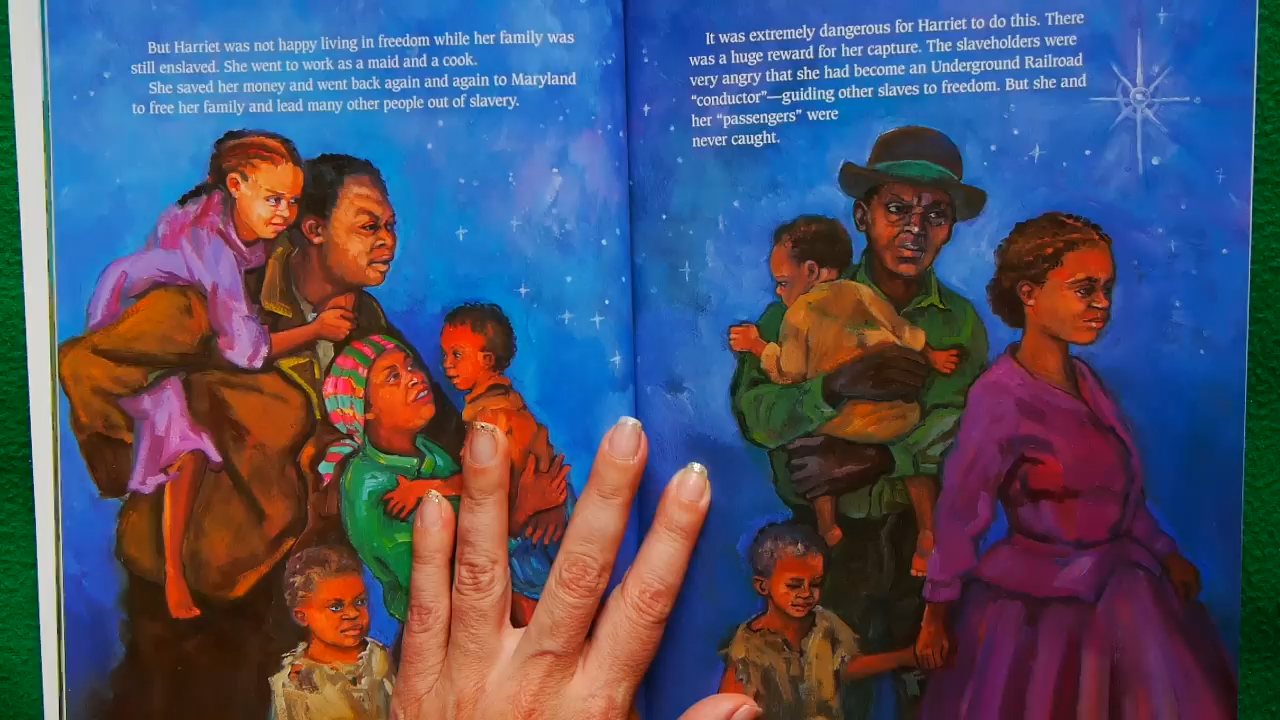 But Harriet was not happy living in freedom while her family was
still enslaved. She went to work as a maid and a cook.
She saved her money and went back again and again to Maryland
to free her family and lead many other people out of slavery.
It was extremely dangerous for Harriet to do this. There
was a huge reward for her capture. The slaveholders were
very angry that she had become an Underground Railroad
“conductor”—guiding other slaves to freedom. But she and
her “passengers” were
never caught.